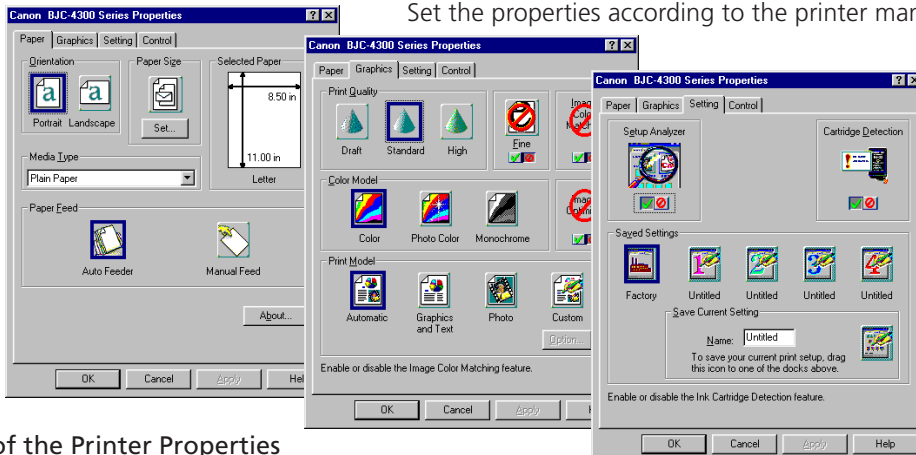 Set the properties according to the printer
Canon BJC-4300 Series Properties
Paper Graphics Setting Control
Orientation
Portrait Landscape
Paper Size
Set...
Selected Paper
8.50 in
11.00 in
Letter
Media Type
Plain Paper
Paper Feed
Auto Feeder Manual Feed
About...
OK Cancel Apply
Canon BJC-4300 Series Properties
Paper Graphics Setting Control
Print Quality
Draft Standard High
Fine
Color Model
Color Photo Color Monochrome
Print Model
Automatic Graphics and Text Photo Custom
Option...
Enable or disable the Image Color Matching feature.
OK Cancel Apply
Canon BJC-4300 Series Properties
Paper Graphics Setting Control
Setup Analyzer
Cartridge Detection
Saved Settings
1 2 3 4
Factory Untitled Untitled Untitled Untitled
Save Current Setting
Name: Untitled
To save your current print setup, drag
this icon to one of the docks above.
Enable or disable the Ink Cartridge Detection feature.
OK Cancel Apply Help
of the Printer Properties